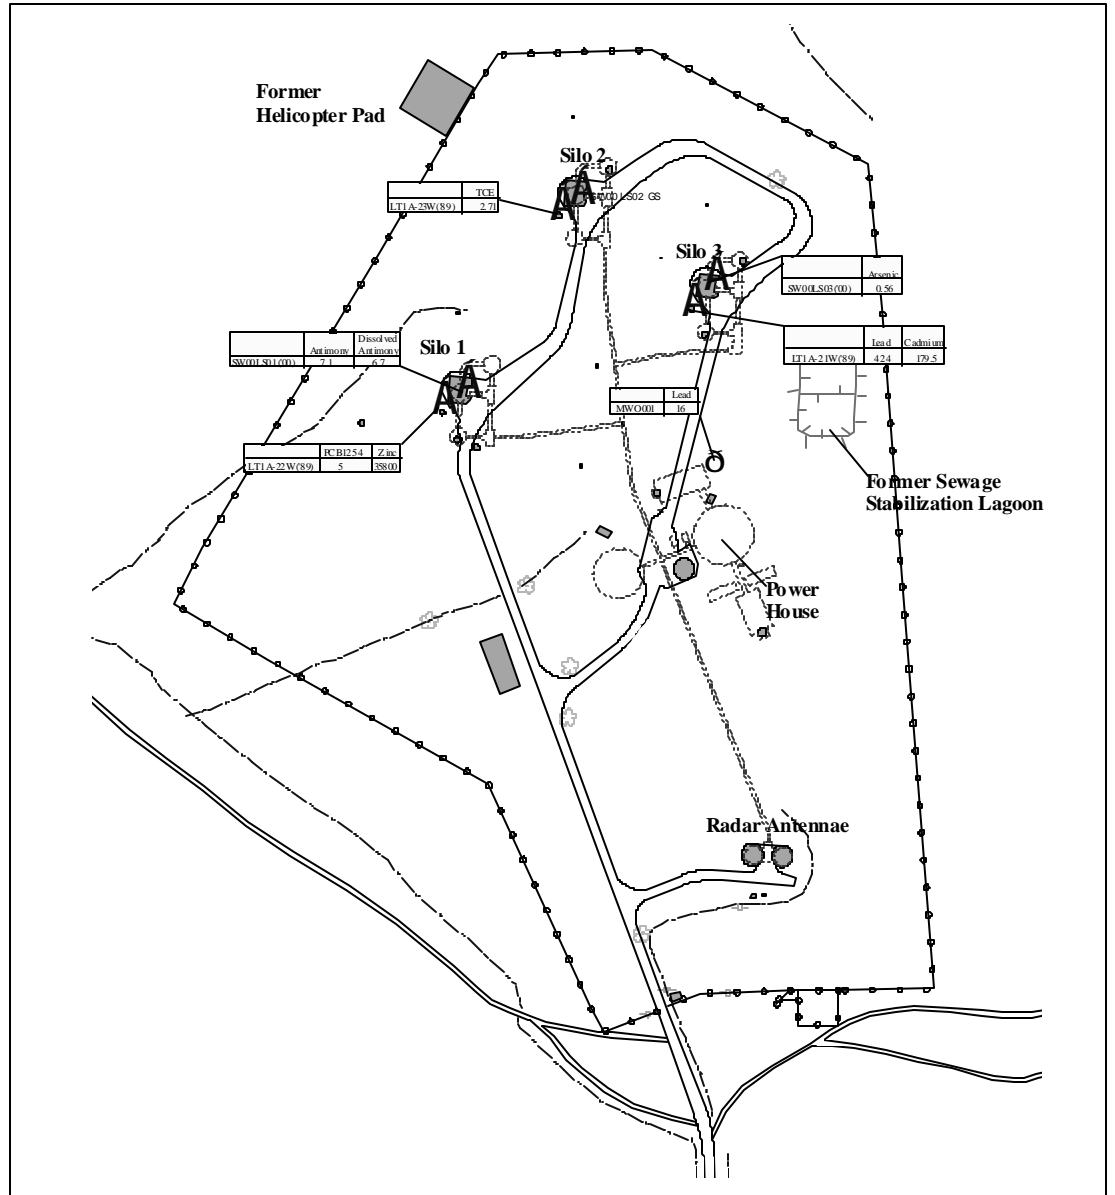 Former
Helicopter Pad
Silo 2
TCE
LT1A-23W(89) 2.71
SW00LS02 GS
Silo 3
Arsenic
SW00LS03(00) 0.56
Lead Cadmium
LT1A-21W(89) 424 179.5
Dissolved
Antimony Antimony
SW00LS01(00) 7.1 6.7
Silo 1
Lead
MWO001 16
PCB1254 Zinc
LT1A-22W(89) 5 35800
Former Sewage
Stabilization Lagoon
Power
House
Radar Antennae
A
A
A
A
A
A